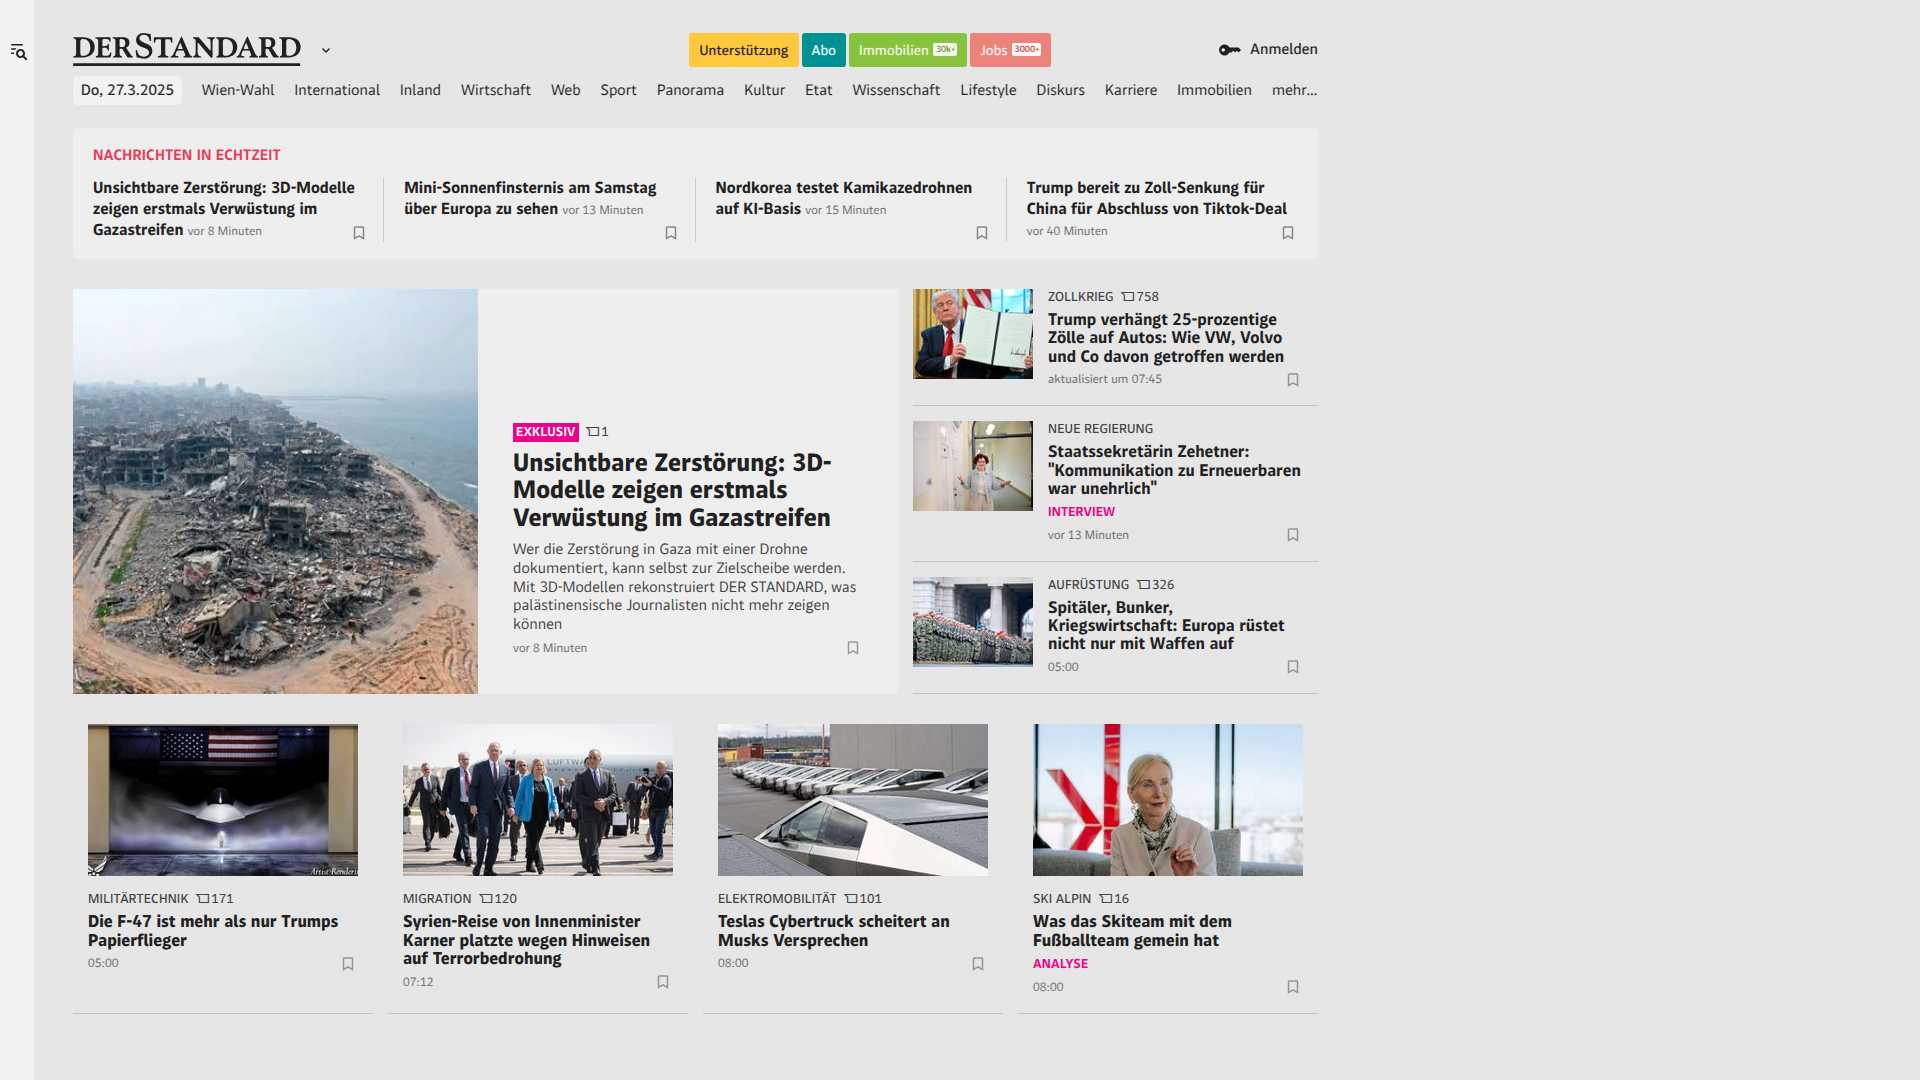 DERSTANDARD
Unterstützung
Abo
Immobilien 30k+
Jobs 3000+
Anmelden
Do, 27.3.2025
Wien-Wahl
International
Inland
Wirtschaft
Web
Sport
Panorama
Kultur
Etat
Wissenschaft
Lifestyle
Diskurs
Karriere
Immobilien
mehr...
NACHRICHTEN IN ECHTZEIT
Unsichtbare Zerstörung: 3D-Modelle
zeigen erstmals Verwüstung im
Gazastreifen vor 8 Minuten
Mini-Sonnenfinsternis am Samstag
über Europa zu sehen vor 13 Minuten
Nordkorea testet Kamikazedrohnen
auf KI-Basis vor 15 Minuten
Trump bereit zu Zoll-Senkung für
China für Abschluss von Tiktok-Deal
vor 40 Minuten
EXKLUSIV 1
Unsichtbare Zerstörung: 3D-
Modelle zeigen erstmals
Verwüstung im Gazastreifen
Wer die Zerstörung in Gaza mit einer Drohne
dokumentiert, kann selbst zur Zielscheibe werden.
Mit 3D-Modellen rekonstruiert DER STANDARD, was
palästinensische Journalisten nicht mehr zeigen
können
vor 8 Minuten
ZOLLKRIEG 758
Trump verhängt 25-prozentige
Zölle auf Autos: Wie VW, Volvo
und Co davon getroffen werden
aktualisiert um 07:45
NEUE REGIERUNG
Staatssekretärin Zehetner:
"Kommunikation zu Erneuerbaren
war unehrlich"
INTERVIEW
vor 13 Minuten
AUFRÜSTUNG 326
Spitäler, Bunker,
Kriegswirtschaft: Europa rüstet
nicht nur mit Waffen auf
05:00
Artist Renderin
MILITÄRTECHNIK 171
Die F-47 ist mehr als nur Trumps
Papierflieger
05:00
LUFTWA
MIGRATION 120
Syrien-Reise von Innenminister
Karner platzte wegen Hinweisen
auf Terrorbedrohung
07:12
ELEKTROMOBILITÄT 101
Teslas Cybertruck scheitert an
Musks Versprechen
08:00
SKI ALPIN 16
Was das Skiteam mit dem
Fußballteam gemein hat
ANALYSE
08:00